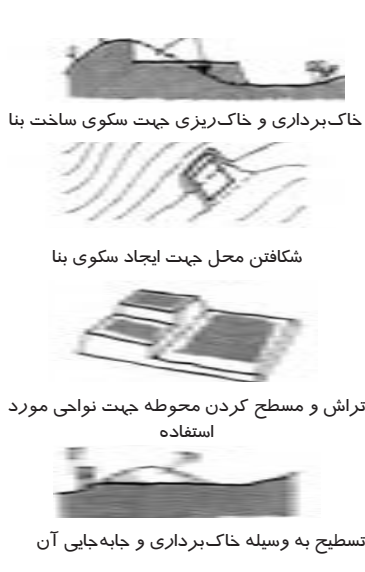 خاک‌برداری و خاک‌ریزی جهت سکوی ساخت بنا
شکافتن محل جهت ایجاد سکوی بنا
تراش و مسطح کردن محوطه جهت نواحی مورد
استفاده
تسطیح به وسیله خاک‌برداری و جابه‌جایی آن